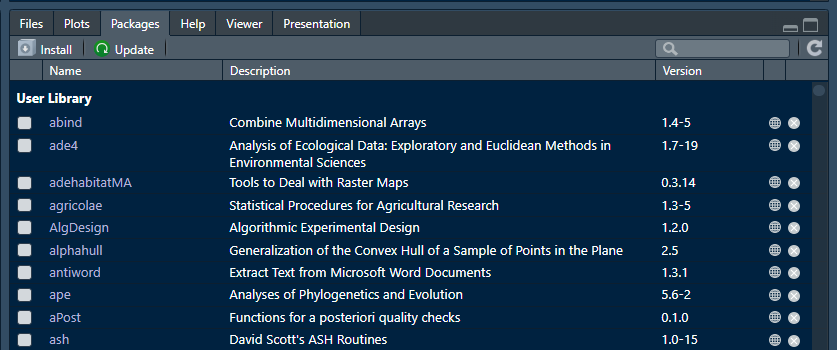 Files Plots Packages Help Viewer Presentation
Install Update
Name Description Version
User Library
abind Combine Multidimensional Arrays 1.4-5
ade4 Analysis of Ecological Data: Exploratory and Euclidean Methods in 1.7-19
Environmental Sciences
adehabitatMA Tools to Deal with Raster Maps 0.3.14
agricolae Statistical Procedures for Agricultural Research 1.3-5
AlgDesign Algorithmic Experimental Design 1.2.0
alphahull Generalization of the Convex Hull of a Sample of Points in the Plane 2.5
antiword Extract Text from Microsoft Word Documents 1.3.1
ape Analyses of Phylogenetics and Evolution 5.6-2
aPost Functions for a posteriori quality checks 0.1.0
ash David Scott's ASH Routines 1.0-15